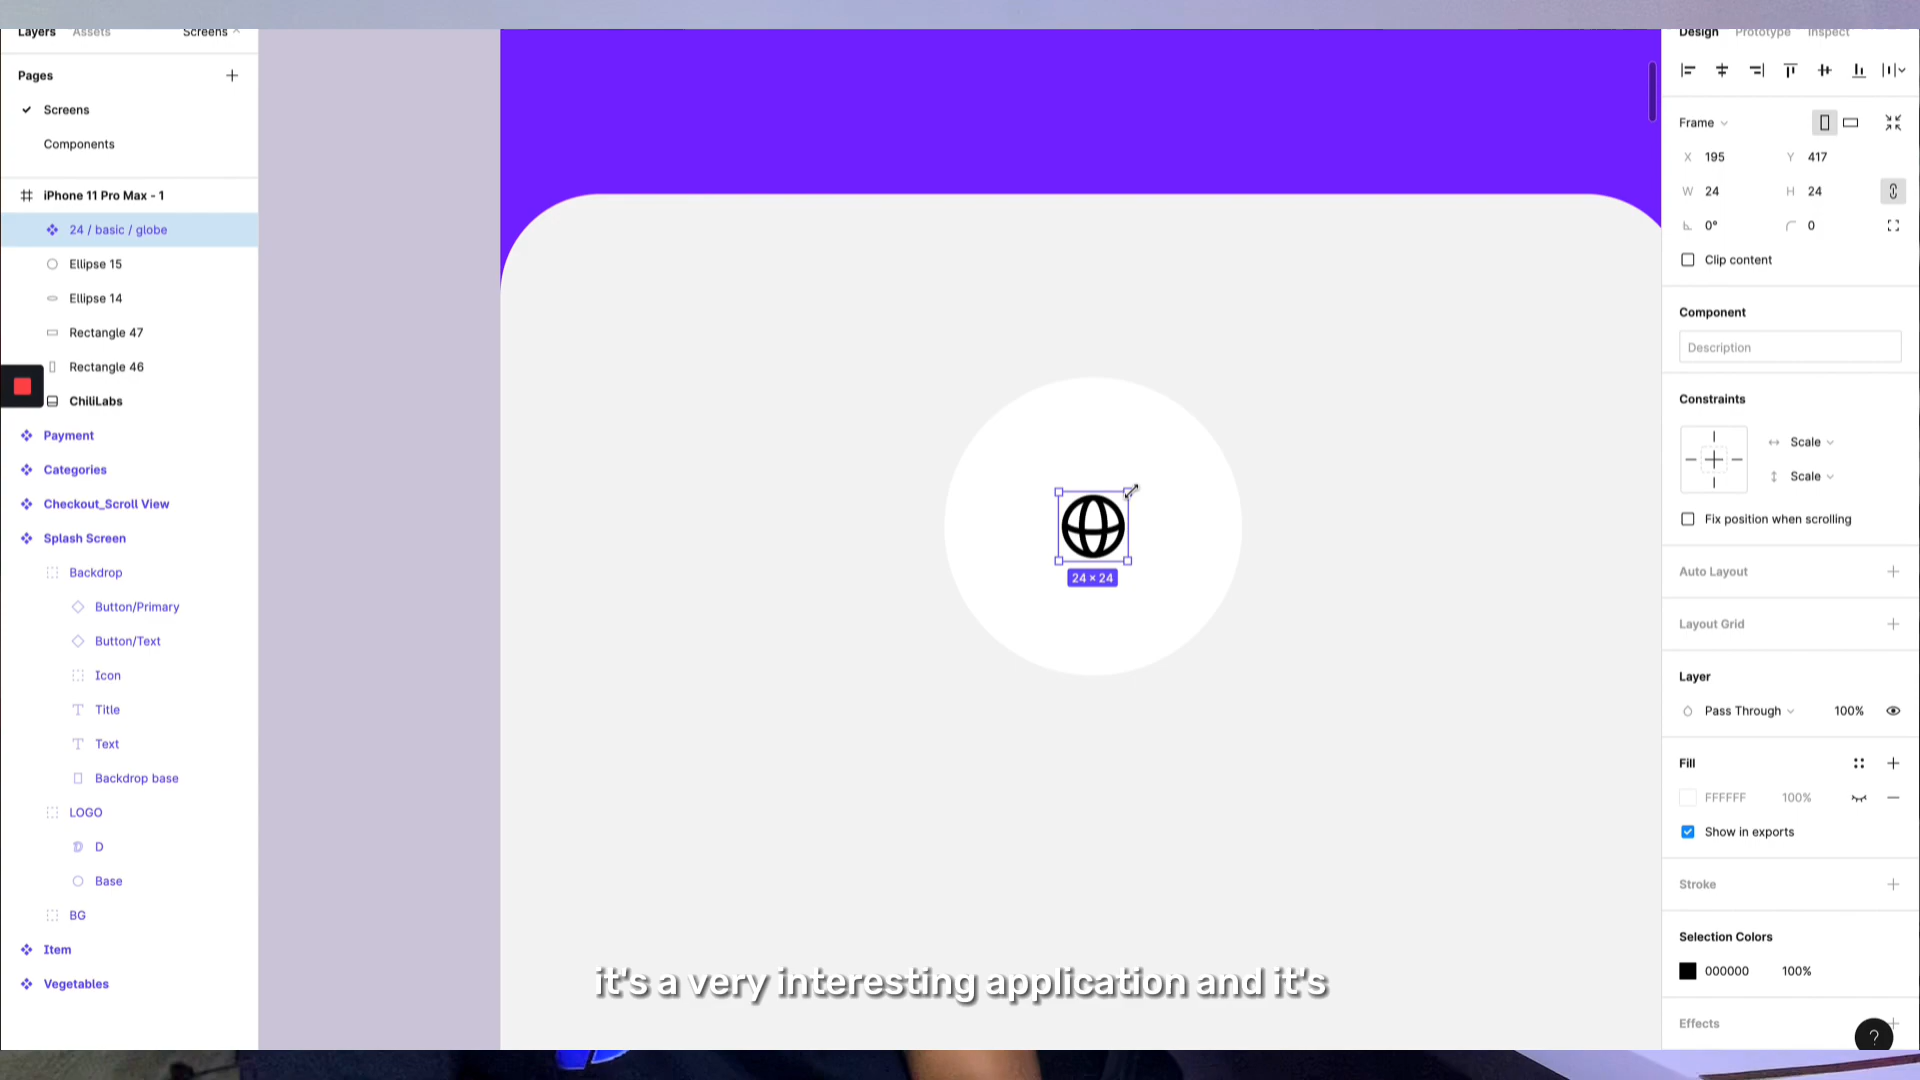 Layers Assets Screens
Pages
Screens
Components
iPhone 11 Pro Max - 1
24 / basic / globe
Ellipse 15
Ellipse 14
Rectangle 47
Rectangle 46
ChiliLabs
Payment
Categories
Checkout_Scroll View
Splash Screen
Backdrop
Button/Primary
Button/Text
Icon
Title
Text
Backdrop base
LOGO
D
Base
BG
Item
Vegetables
24 × 24
it's a very interesting application and it's
Design Prototype Inspect
Frame
X 195 Y 417
W 24 H 24
0° 0
Clip content
Component
Description
Constraints
Scale
Scale
Fix position when scrolling
Auto Layout
Layout Grid
Layer
Pass Through 100%
Fill
FFFFFF 100%
Show in exports
Stroke
Selection Colors
000000 100%
Effects
?